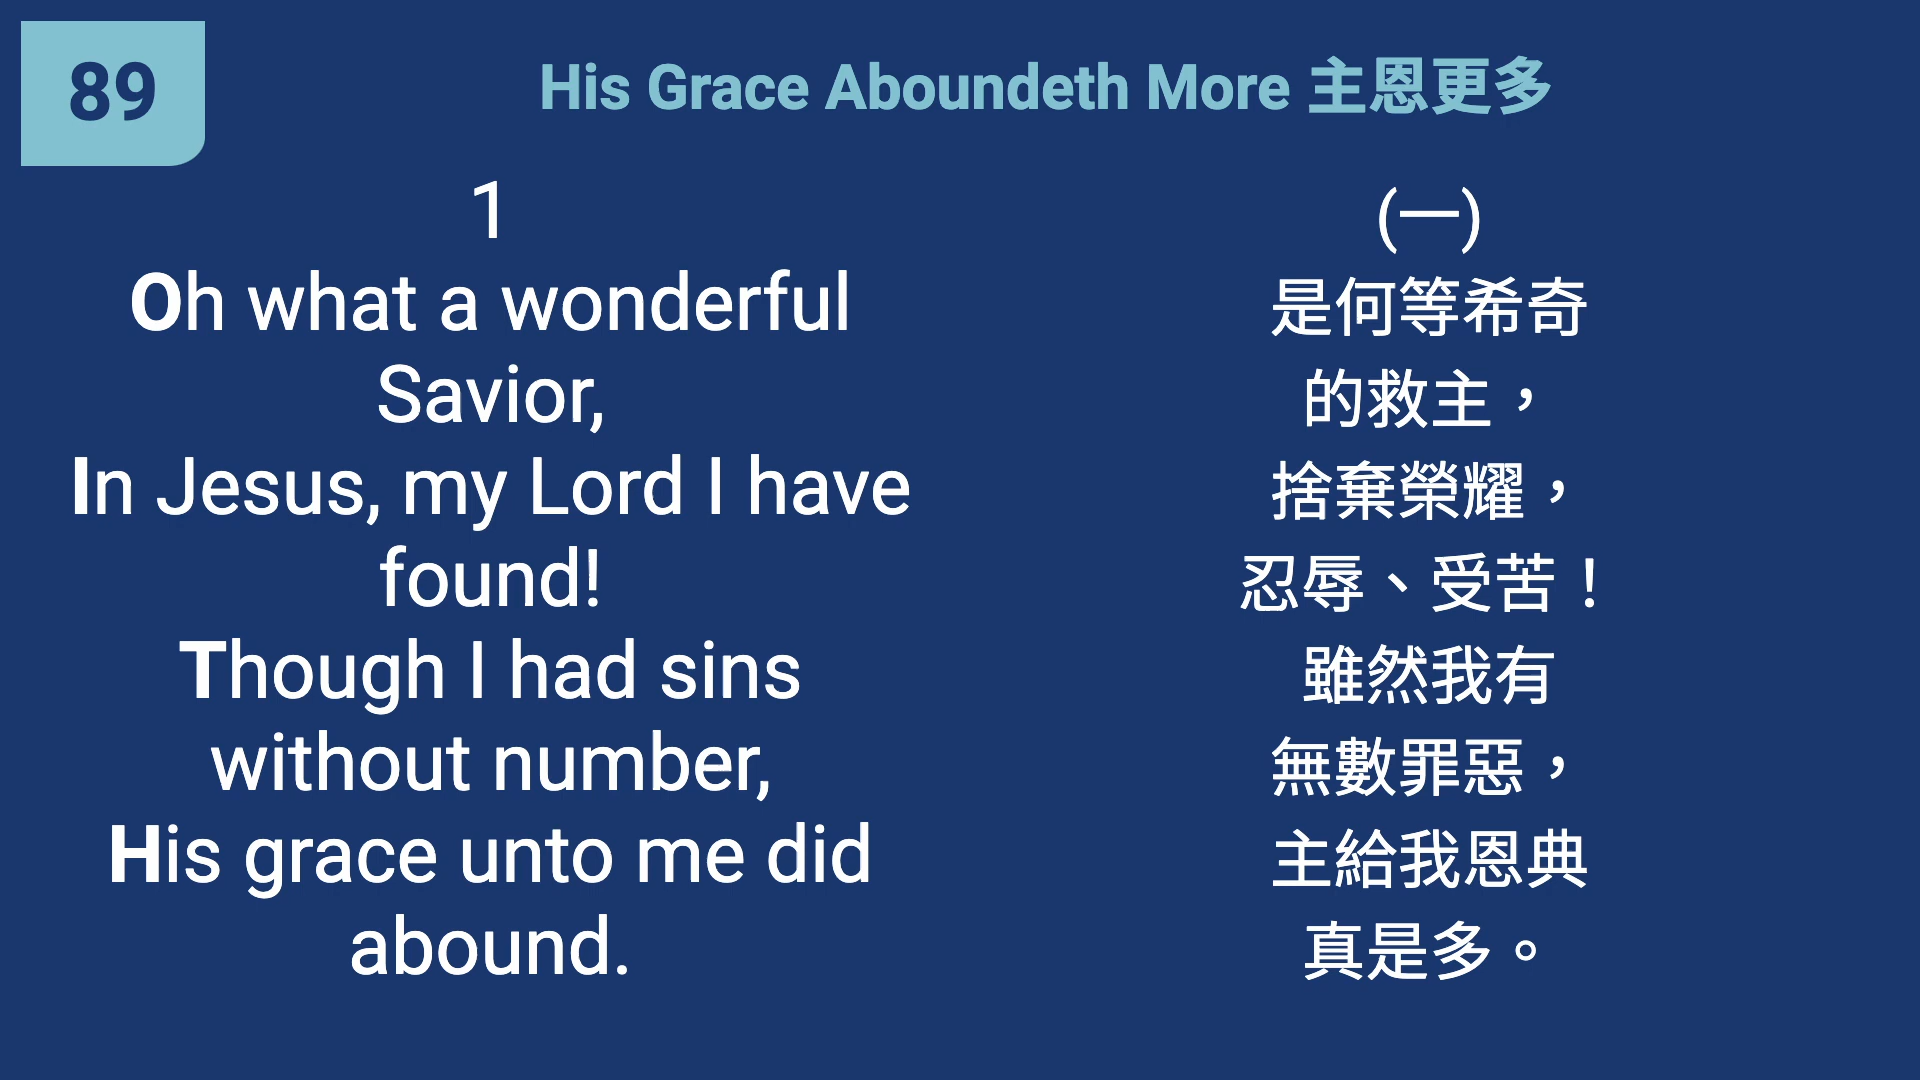 89
His Grace Aboundeth More 主恩更多
1
Oh what a wonderful
Savior,
In Jesus, my Lord I have
found!
Though I had sins
without number,
His grace unto me did
abound.
(一)
是何等希奇
的救主，
捨棄榮耀，
忍辱、受苦！
雖然我有
無數罪惡，
主給我恩典
真是多。